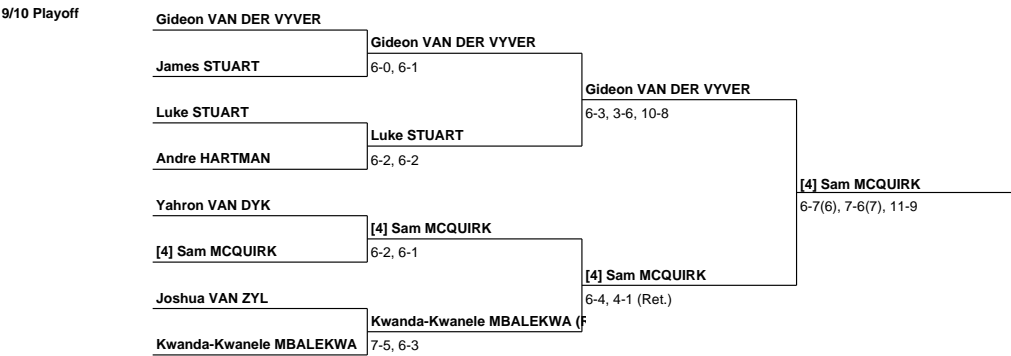 9/10 Playoff
Gideon VAN DER VYVER
Gideon VAN DER VYVER
James STUART
6-0, 6-1
Gideon VAN DER VYVER
Luke STUART
6-3, 3-6, 10-8
Luke STUART
Andre HARTMAN
6-2, 6-2
[4] Sam MCQUIRK
Yahron VAN DYK
6-7(6), 7-6(7), 11-9
[4] Sam MCQUIRK
[4] Sam MCQUIRK
6-2, 6-1
[4] Sam MCQUIRK
Joshua VAN ZYL
6-4, 4-1 (Ret.)
Kwanda-Kwanele MBALEKWA (
Kwanda-Kwanele MBALEKWA
7-5, 6-3